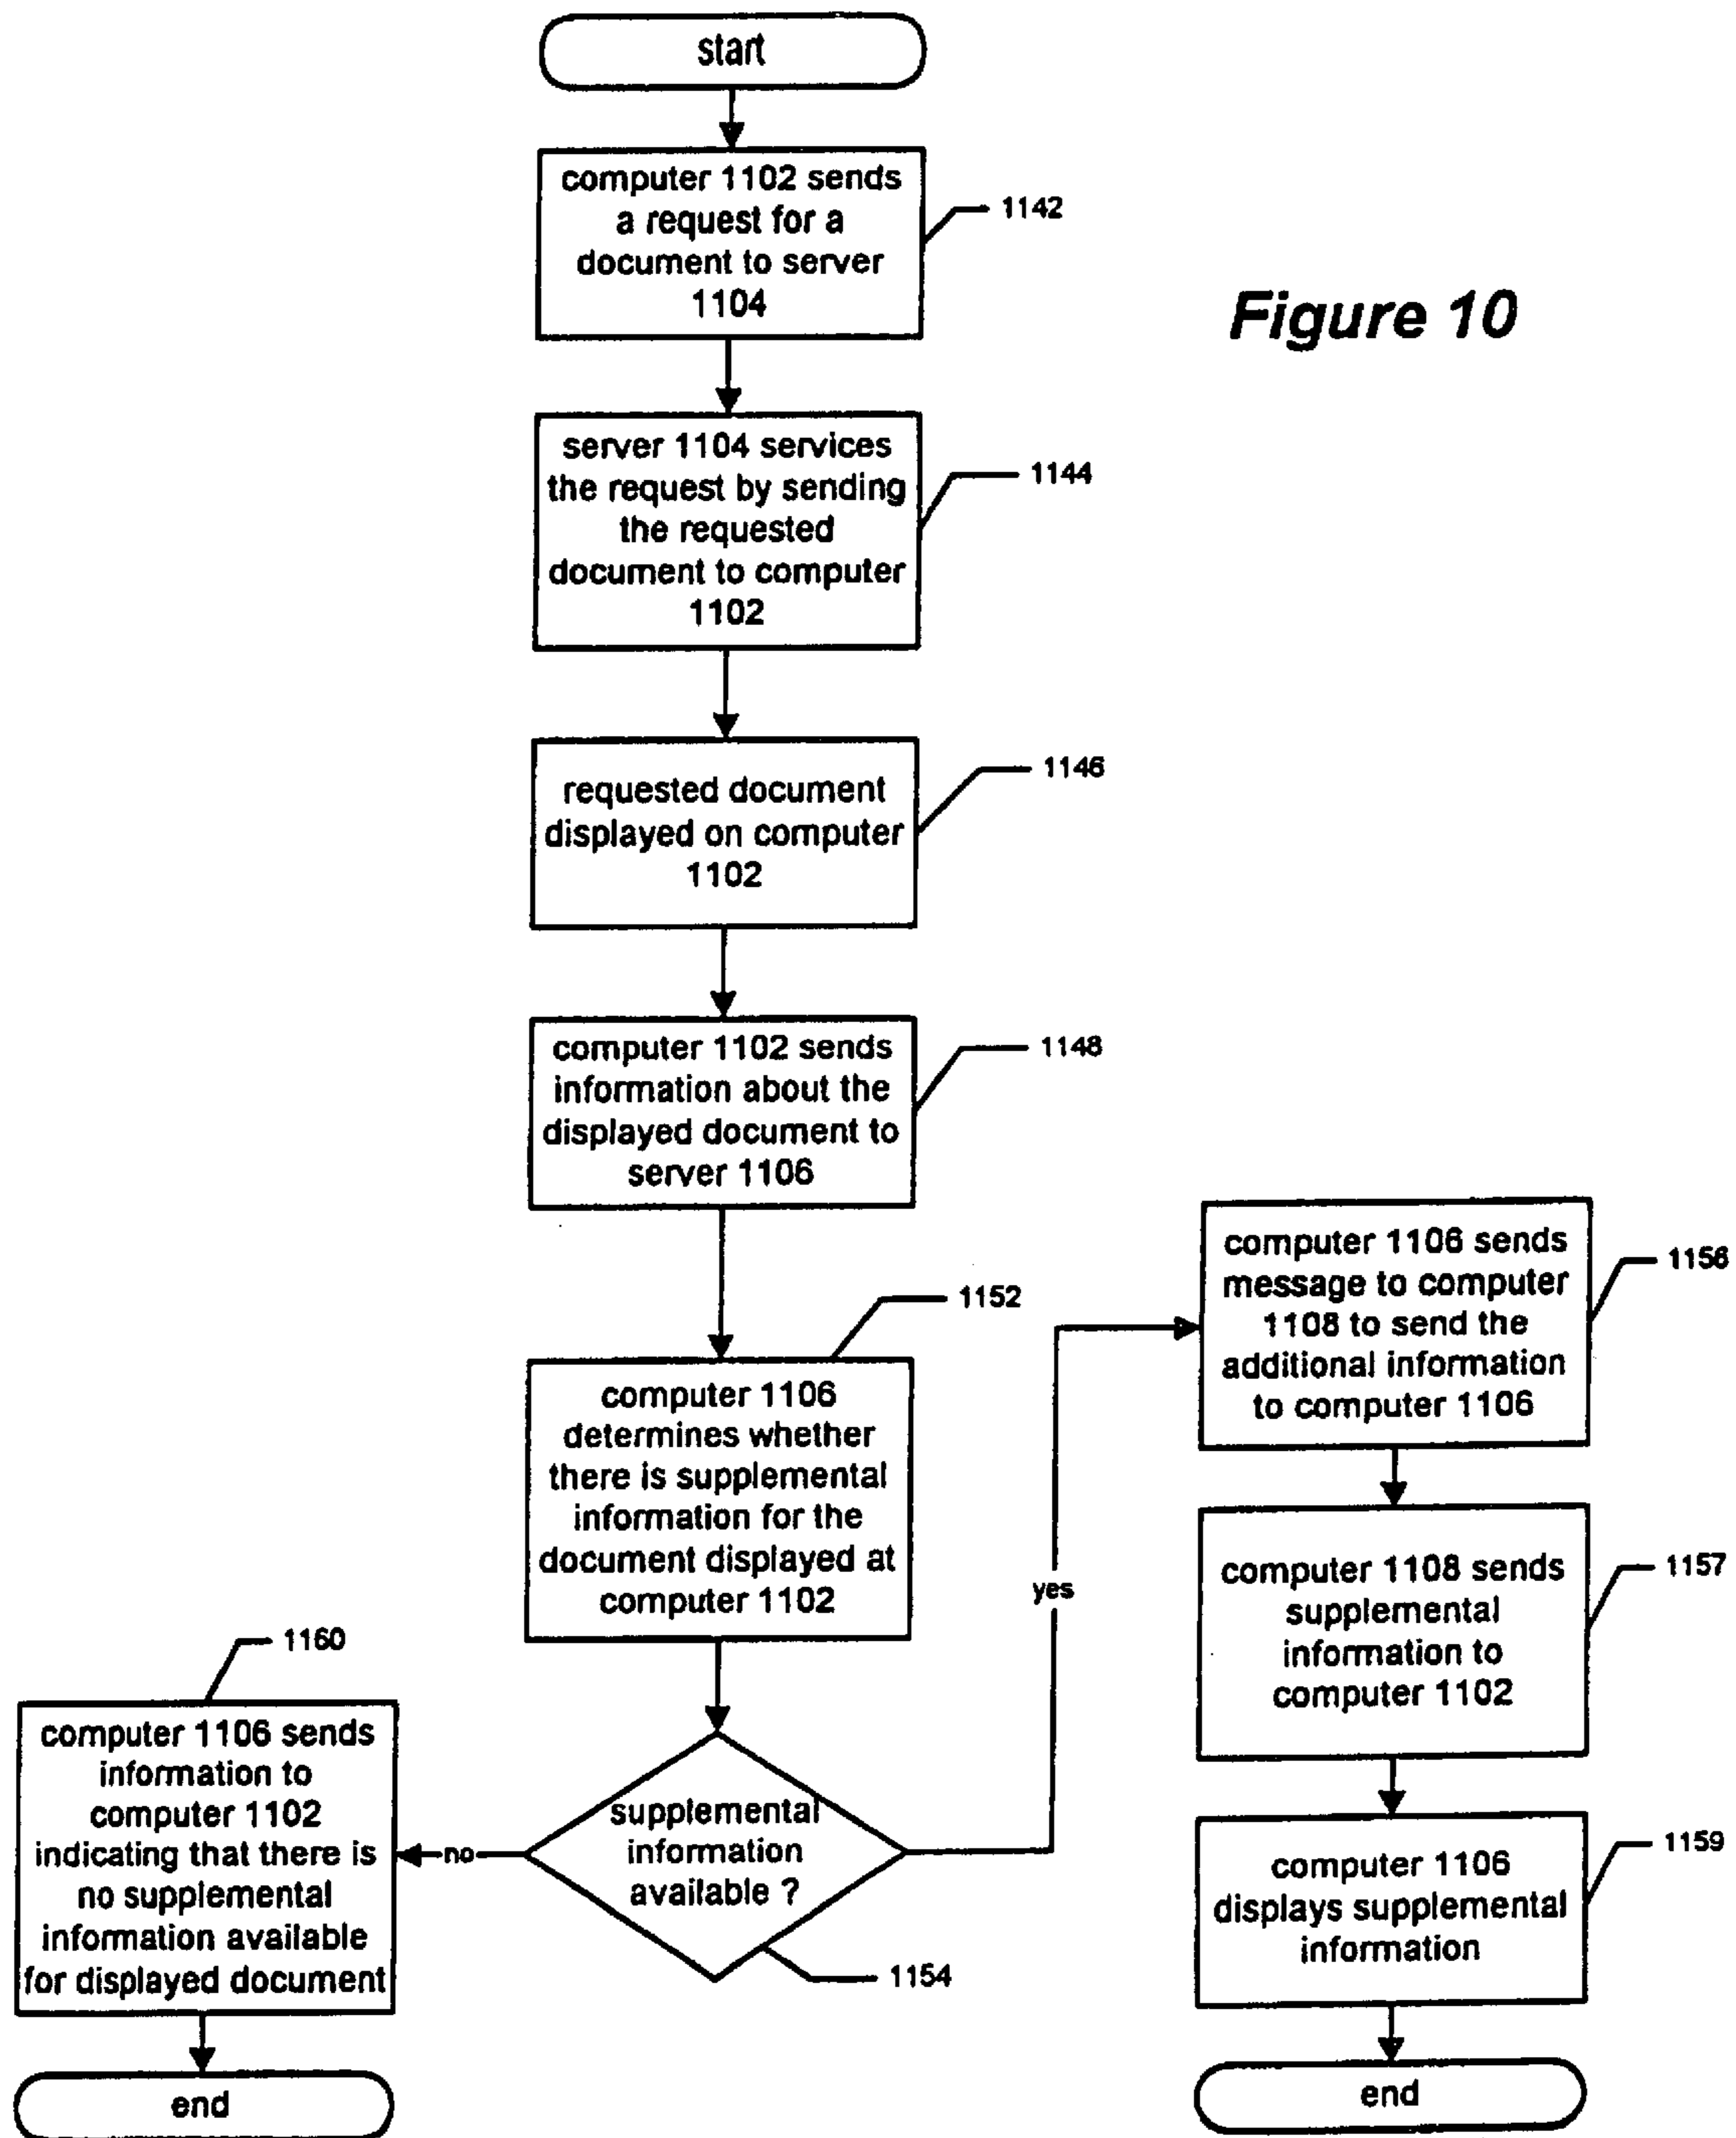 start
computer 1102 sends
a request for a
document to server
1104
1142
Figure 10
server 1104 services
the request by sending
the requested
document to computer
1102
1144
requested document
displayed on computer
1102
1146
computer 1102 sends
information about the
displayed document to
server 1106
1148
computer 1106
determines whether
there is supplemental
information for the
document displayed at
computer 1102
1152
supplemental
information
available ?
1154
no
yes
computer 1106 sends
information to
computer 1102
indicating that there is
no supplemental
information available
for displayed document
1160
end
computer 1106 sends
message to computer
1108 to send the
additional information
to computer 1106
1156
computer 1108 sends
supplemental
information to
computer 1102
1157
computer 1106
displays supplemental
information
1159
end